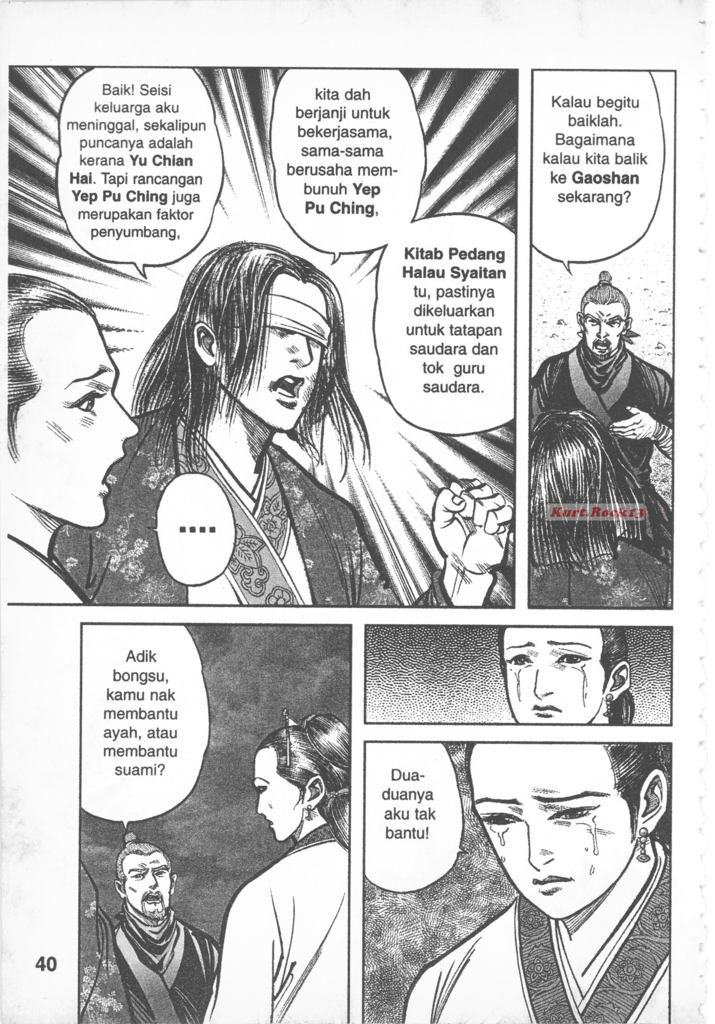 Baik! Seisi
keluarga aku
meninggal, sekalipun
puncanya adalah
kerana Yu Chian
Hai. Tapi rancangan
Yep Pu Ching juga
merupakan faktor
penyumbang,
kita dah
berjanji untuk
bekerjasama,
sama-sama
berusaha mem-
bunuh Yep
Pu Ching,
Kitab Pedang
Halau Syaitan
tu, pastinya
dikeluarkan
untuk tatapan
saudara dan
tok guru
saudara.
....
Kalau begitu
baiklah.
Bagaimana
kalau kita balik
ke Gaoshan
sekarang?
Kurt.Rock13
Adik
bongsu,
kamu nak
membantu
ayah, atau
membantu
suami?
Dua-
duanya
aku tak
bantu!
40